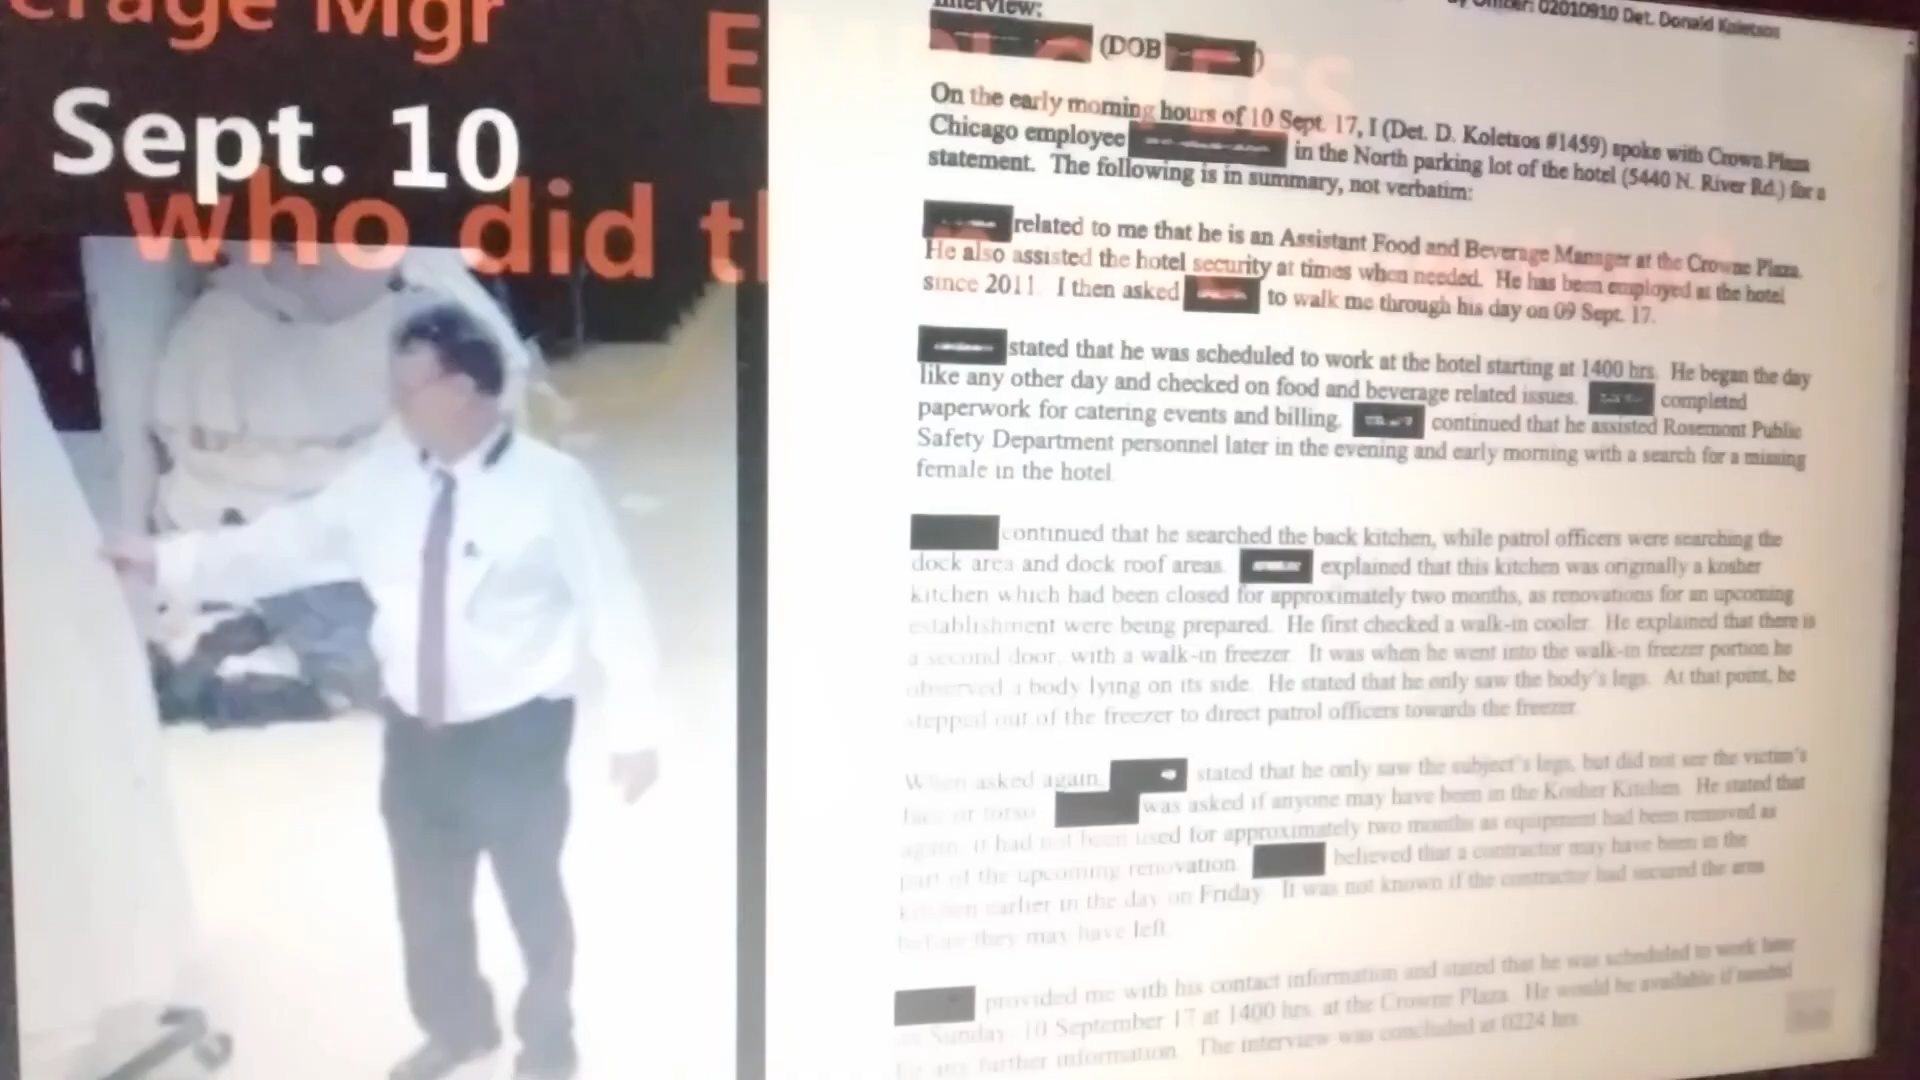 erage Mgr
Sept. 10
who did t
E
Interview:
by Officer: 02010910 Det. Donald Koletsos
(DOB )
On the early morning hours of 10 Sept. 17, I (Det. D. Koletsos #1459) spoke with Crown Plaza
Chicago employee in the North parking lot of the hotel (5440 N. River Rd.) for a
statement. The following is in summary, not verbatim:
related to me that he is an Assistant Food and Beverage Manager at the Crowne Plaza.
He also assisted the hotel security at times when needed. He has been employed at the hotel
since 2011. I then asked to walk me through his day on 09 Sept. 17.
stated that he was scheduled to work at the hotel starting at 1400 hrs. He began the day
like any other day and checked on food and beverage related issues. completed
paperwork for catering events and billing. continued that he assisted Rosemont Public
Safety Department personnel later in the evening and early morning with a search for a missing
female in the hotel.
continued that he searched the back kitchen, while patrol officers were searching the
dock area and dock roof areas. explained that this kitchen was originally a kosher
kitchen which had been closed for approximately two months, as renovations for an upcoming
establishment were being prepared. He first checked a walk-in cooler. He explained that there is
a second door, with a walk-in freezer. It was when he went into the walk-in freezer portion he
observed a body lying on its side. He stated that he only saw the body's legs. At that point, he
stepped out of the freezer to direct patrol officers towards the freezer.
When asked again, stated that he only saw the subject's legs, but did not see the victim's
face or torso. was asked if anyone may have been in the Kosher Kitchen. He stated that
again, it had not been used for approximately two months as equipment had been removed as
part of the upcoming renovation. believed that a contractor may have been in the
kitchen earlier in the day on Friday. It was not known if the contractor had secured the area
before they may have left.
provided me with his contact information and stated that he was scheduled to work later
on Sunday, 10 September 17 at 1400 hrs. at the Crowne Plaza. He would be available if needed
for any further information. The interview was concluded at 0224 hrs.